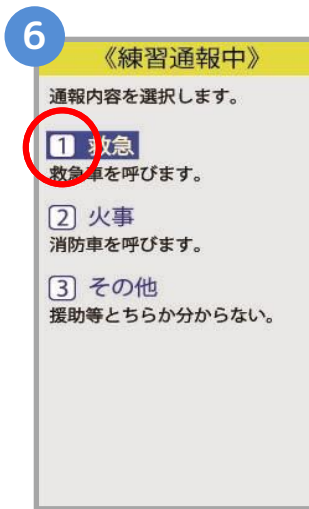 6
《練習通報中》
通報内容を選択します。
1 救急
救急車を呼びます。
2 火事
消防車を呼びます。
3 その他
援助等とちらか分からない。